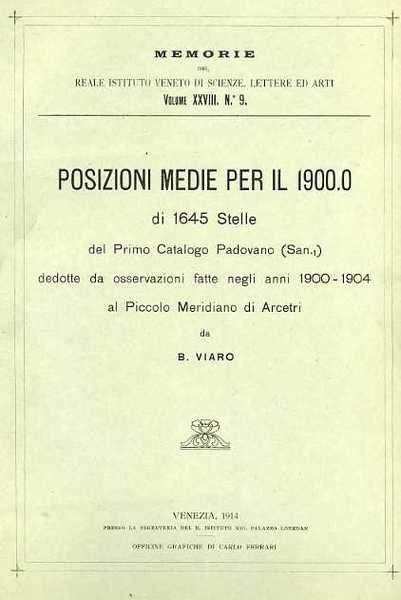 MEMORIE
DEL
REALE ISTITUTO VENETO DI SCIENZE, LETTERE ED ARTI
VOLUME XXVIII. N.° 9.
POSIZIONI MEDIE PER IL 1900.0
di 1645 Stelle
del Primo Catalogo Padovano (San.₁)
dedotte da osservazioni fatte negli anni 1900-1904
al Piccolo Meridiano di Arcetri
da
B. VIARO
VENEZIA, 1914
PRESSO LA SEGRETERIA DEL R. ISTITUTO NEL PALAZZO LOREDAN
OFFICINE GRAFICHE DI CARLO FERRARI